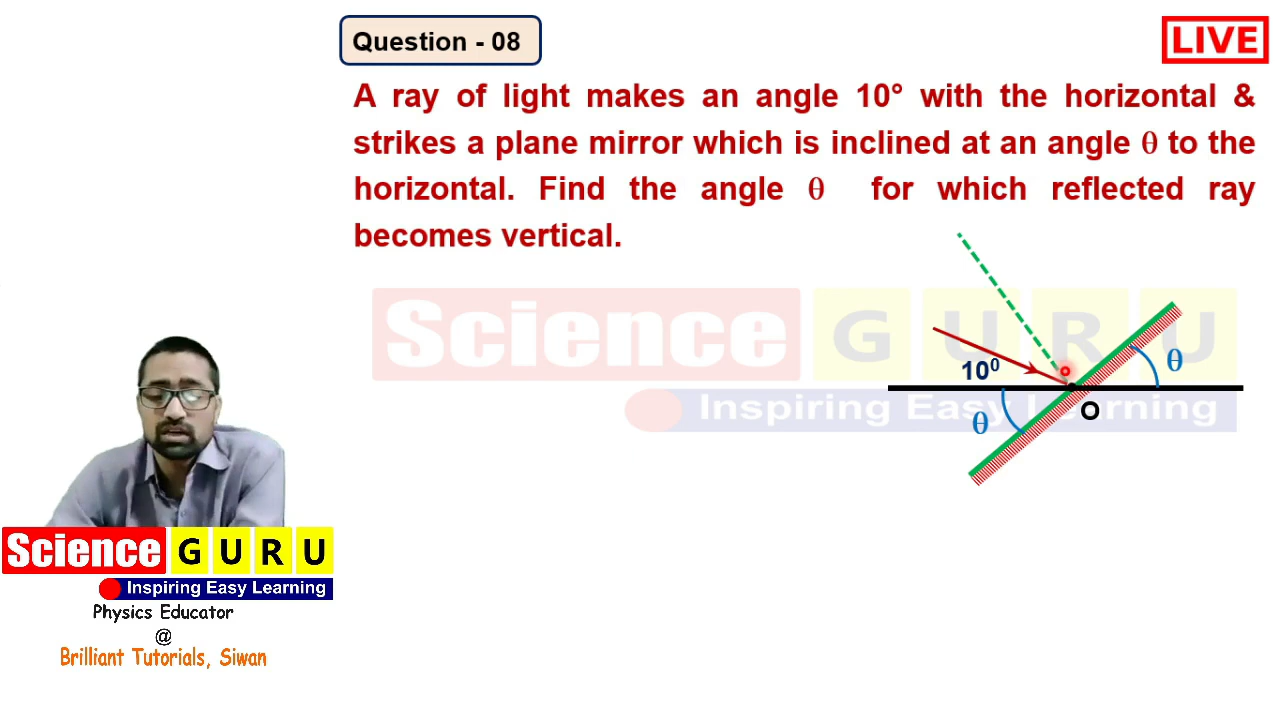 Question - 08
LIVE
A ray of light makes an angle 10° with the horizontal &
strikes a plane mirror which is inclined at an angle θ to the
horizontal. Find the angle θ for which reflected ray
becomes vertical.
Science GURU
Inspiring Easy Learning
10⁰
θ
θ
O
Science GURU
Inspiring Easy Learning
Physics Educator
@
Brilliant Tutorials, Siwan